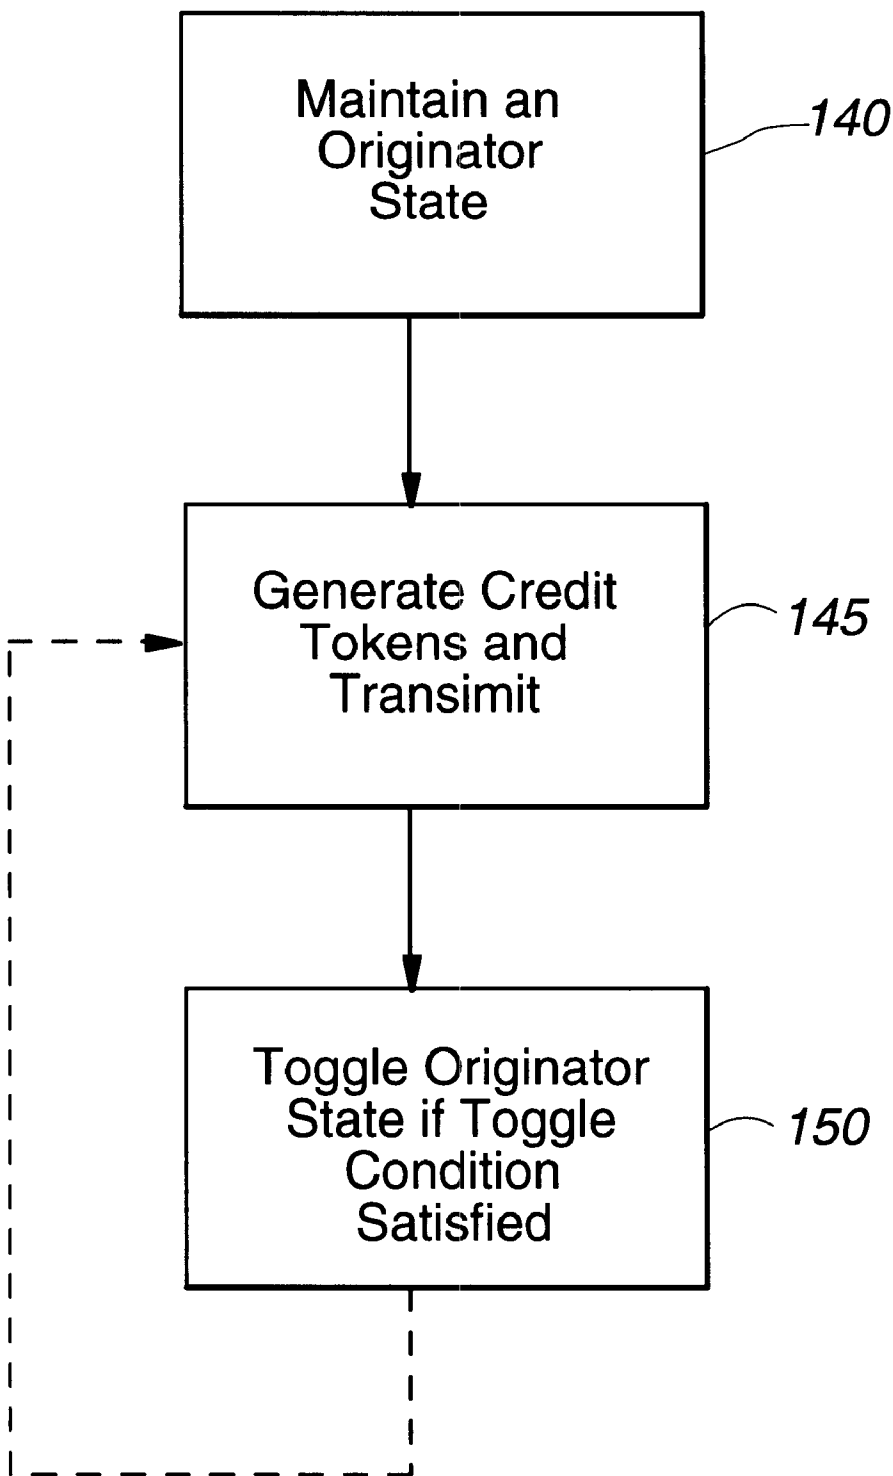 Maintain an
Originator
State
140
Generate Credit
Tokens and
Transimit
145
Toggle Originator
State if Toggle
Condition
Satisfied
150